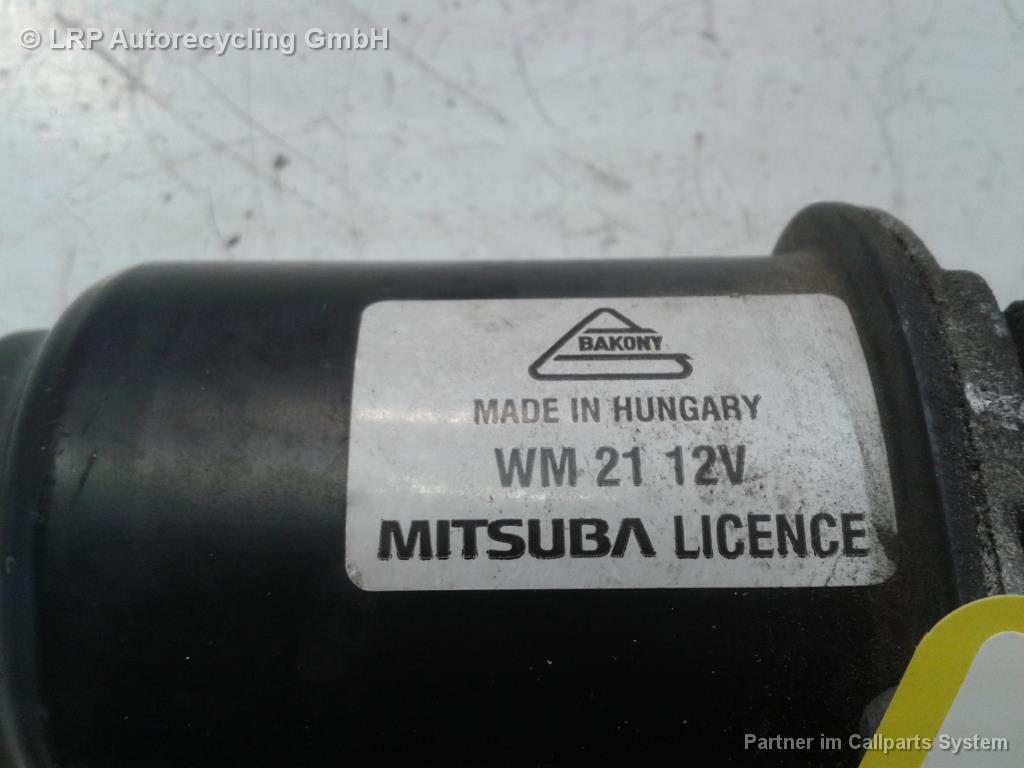 © LRP Autorecycling GmbH
BAKONY
MADE IN HUNGARY
WM 21 12V
MITSUBA LICENCE
Partner im Callparts System